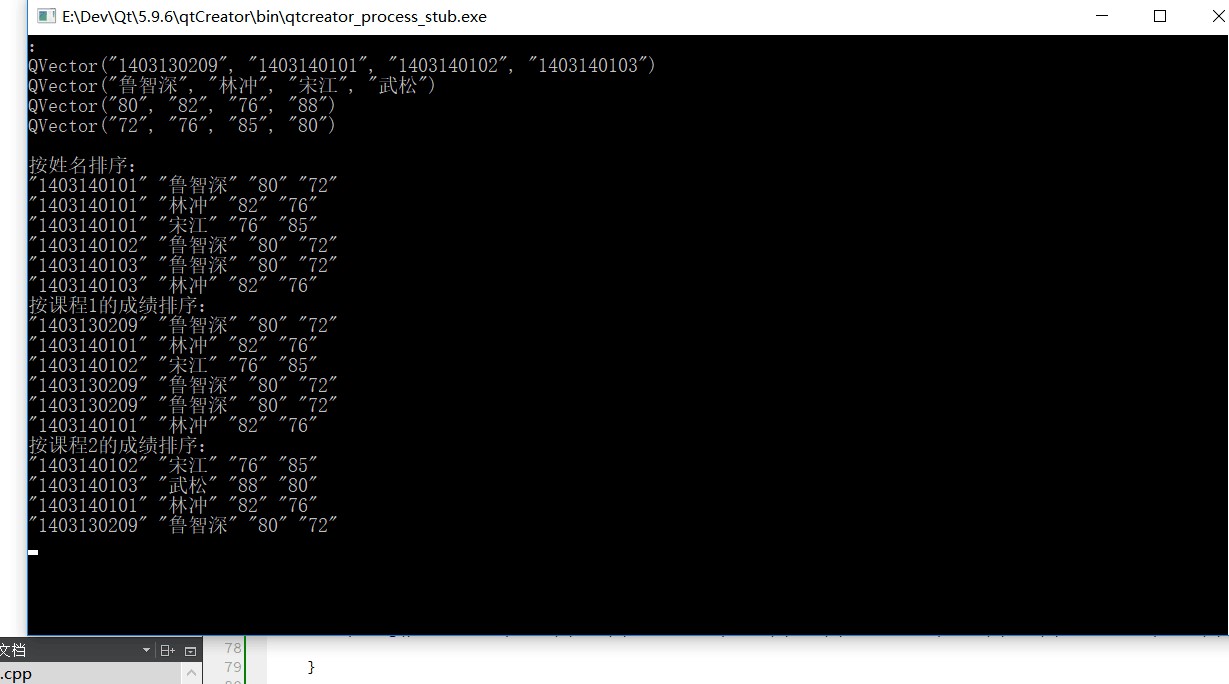 E:\Dev\Qt\5.9.6\qtCreator\bin\qtcreator_process_stub.exe
:
QVector("1403130209", "1403140101", "1403140102", "1403140103")
QVector("鲁智深", "林冲", "宋江", "武松")
QVector("80", "82", "76", "88")
QVector("72", "76", "85", "80")
按姓名排序:
"1403140101" "鲁智深" "80" "72"
"1403140101" "林冲" "82" "76"
"1403140101" "宋江" "76" "85"
"1403140102" "鲁智深" "80" "72"
"1403140103" "鲁智深" "80" "72"
"1403140103" "林冲" "82" "76"
按课程1的成绩排序:
"1403130209" "鲁智深" "80" "72"
"1403140101" "林冲" "82" "76"
"1403140102" "宋江" "76" "85"
"1403130209" "鲁智深" "80" "72"
"1403130209" "鲁智深" "80" "72"
"1403140101" "林冲" "82" "76"
按课程2的成绩排序:
"1403140102" "宋江" "76" "85"
"1403140103" "武松" "88" "80"
"1403140101" "林冲" "82" "76"
"1403130209" "鲁智深" "80" "72"
文档
78
.cpp
79 }